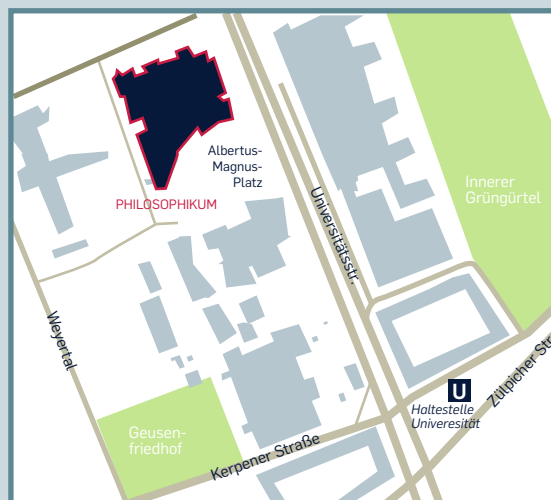 Albertus-
Magnus-
Platz
PHILOSOPHIKUM
Innerer
Grüngürtel
Universitätsstr.
Weyertal
Zülpicher Str
U
Haltestelle
Univeresität
Geusen-
friedhof
Kerpener Straße